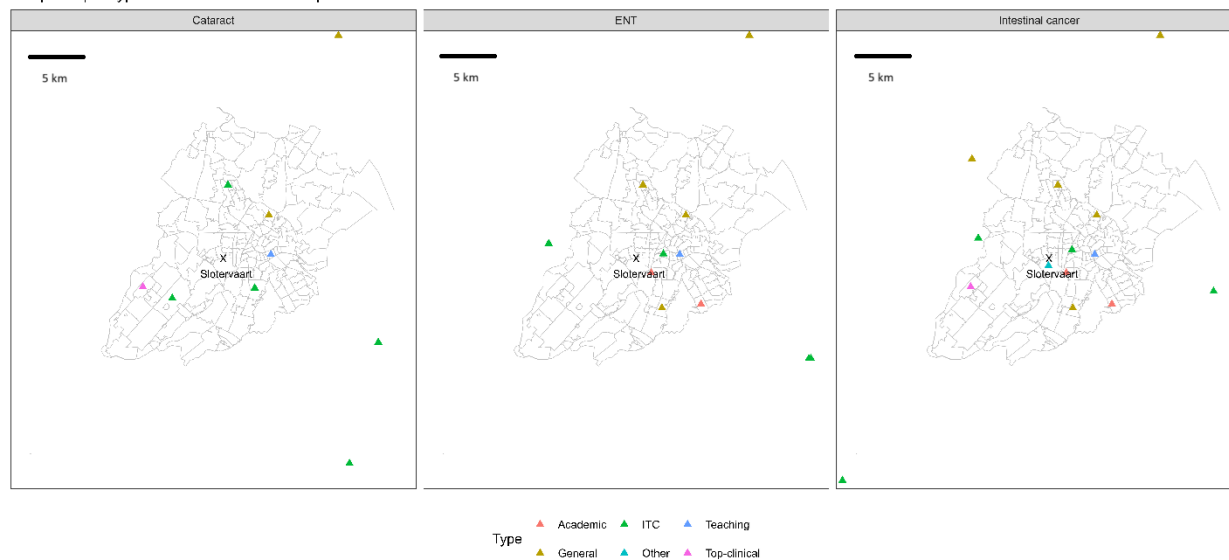 Cataract
ENT
Intestinal cancer
5 km
5 km
5 km
X
Slotervaart
X
Slotervaart
X
Slotervaart
Type
Academic
ITC
Teaching
General
Other
Top-clinical